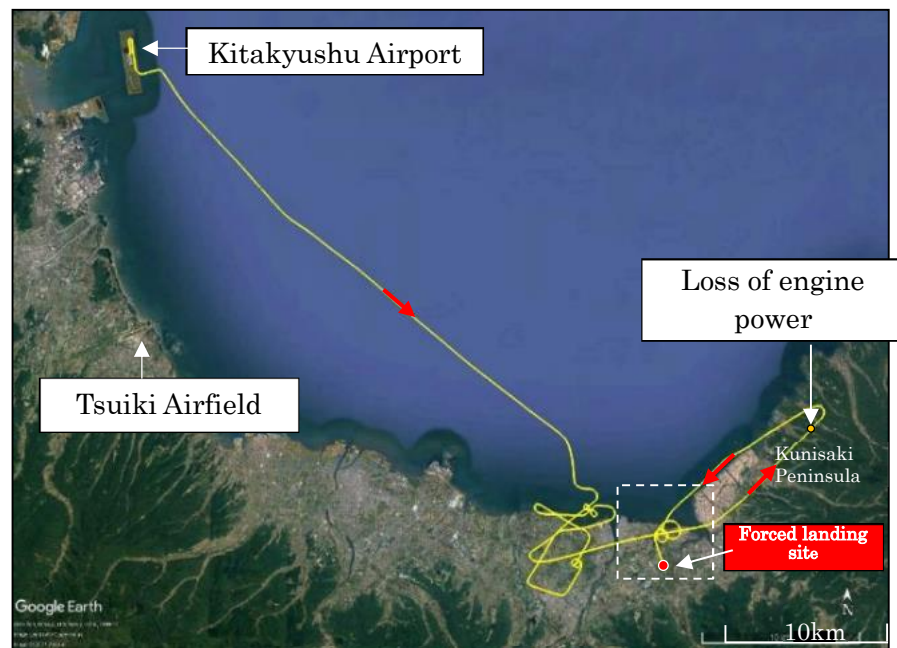 Kitakyushu Airport
Loss of engine
power
Tsuiki Airfield
Kunisaki
Peninsula
Forced landing
site
Google Earth
N
10km